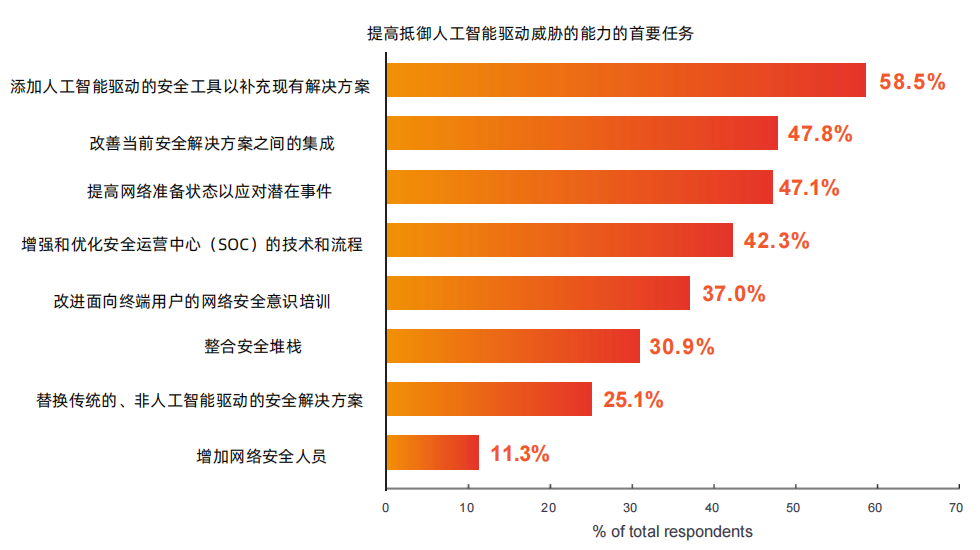 提高抵御人工智能驱动威胁的能力的首要任务
添加人工智能驱动的安全工具以补充现有解决方案
58.5%
改善当前安全解决方案之间的集成
47.8%
提高网络准备状态以应对潜在事件
47.1%
增强和优化安全运营中心（SOC）的技术和流程
42.3%
改进面向终端用户的网络安全意识培训
37.0%
整合安全堆栈
30.9%
替换传统的、非人工智能驱动的安全解决方案
25.1%
增加网络安全人员
11.3%
0 10 20 30 40 50 60 70
% of total respondents